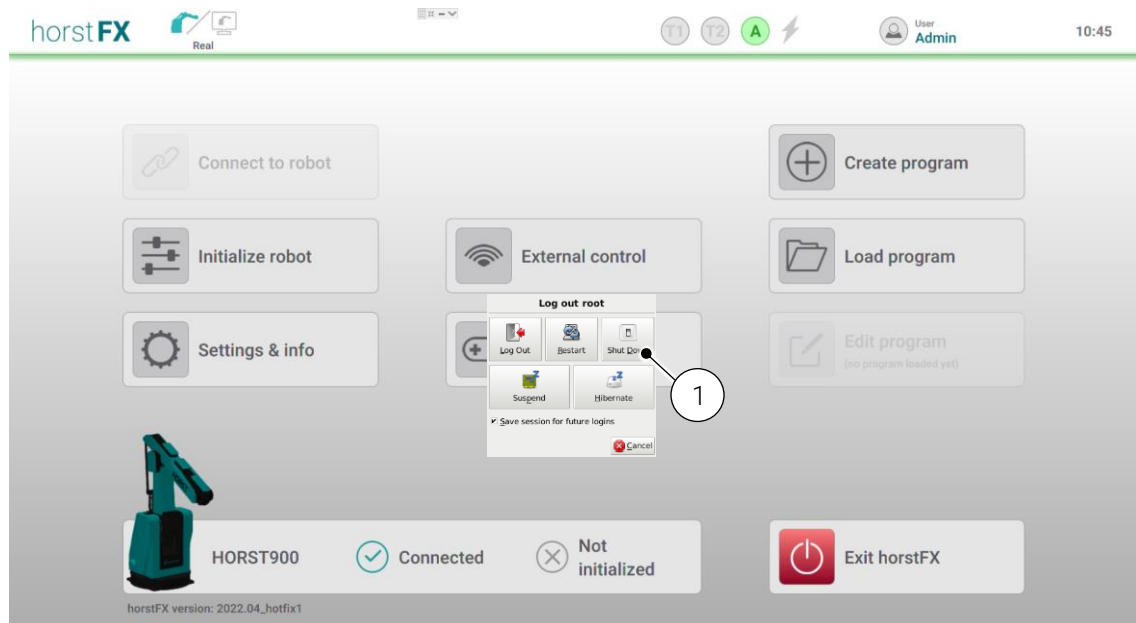 horstFX
Real
T1
T2
A
User
Admin
10:45
Connect to robot
Create program
Initialize robot
External control
Load program
Log out root
Log Out
Restart
Shut
Settings & info
Edit program
(no program loaded yet)
1
Suspend
Hibernate
Save session for future logins
Cancel
HORST900
Connected
Not
initialized
Exit horstFX
horstFX version: 2022.04_hotfix1